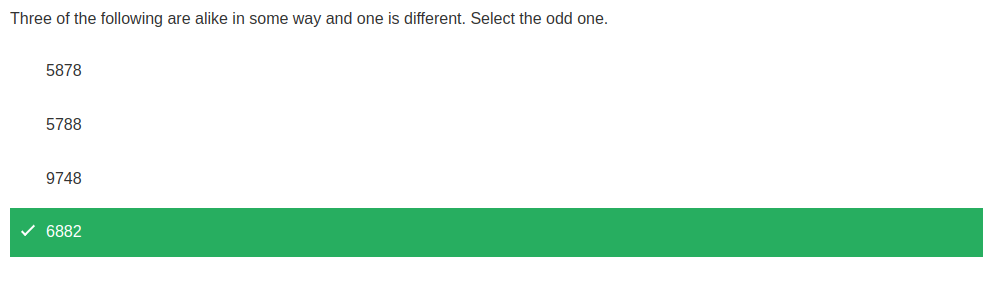 Three of the following are alike in some way and one is different. Select the odd one.
5878
5788
9748
6882